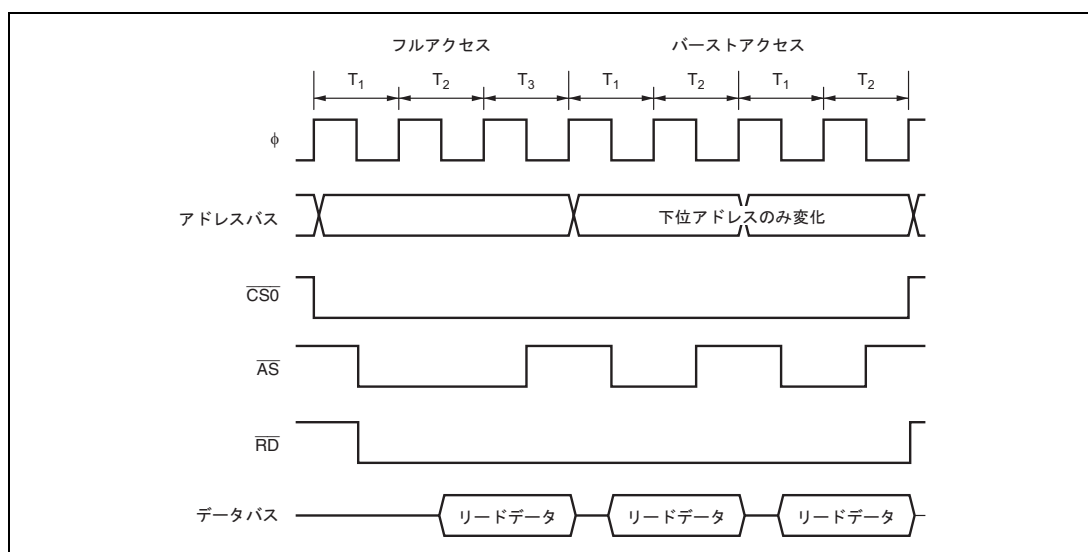 フルアクセス バーストアクセス
T1 T2 T3 T1 T2 T1 T2
φ
アドレスバス 下位アドレスのみ変化
CS0
AS
RD
データバス リードデータ リードデータ リードデータ